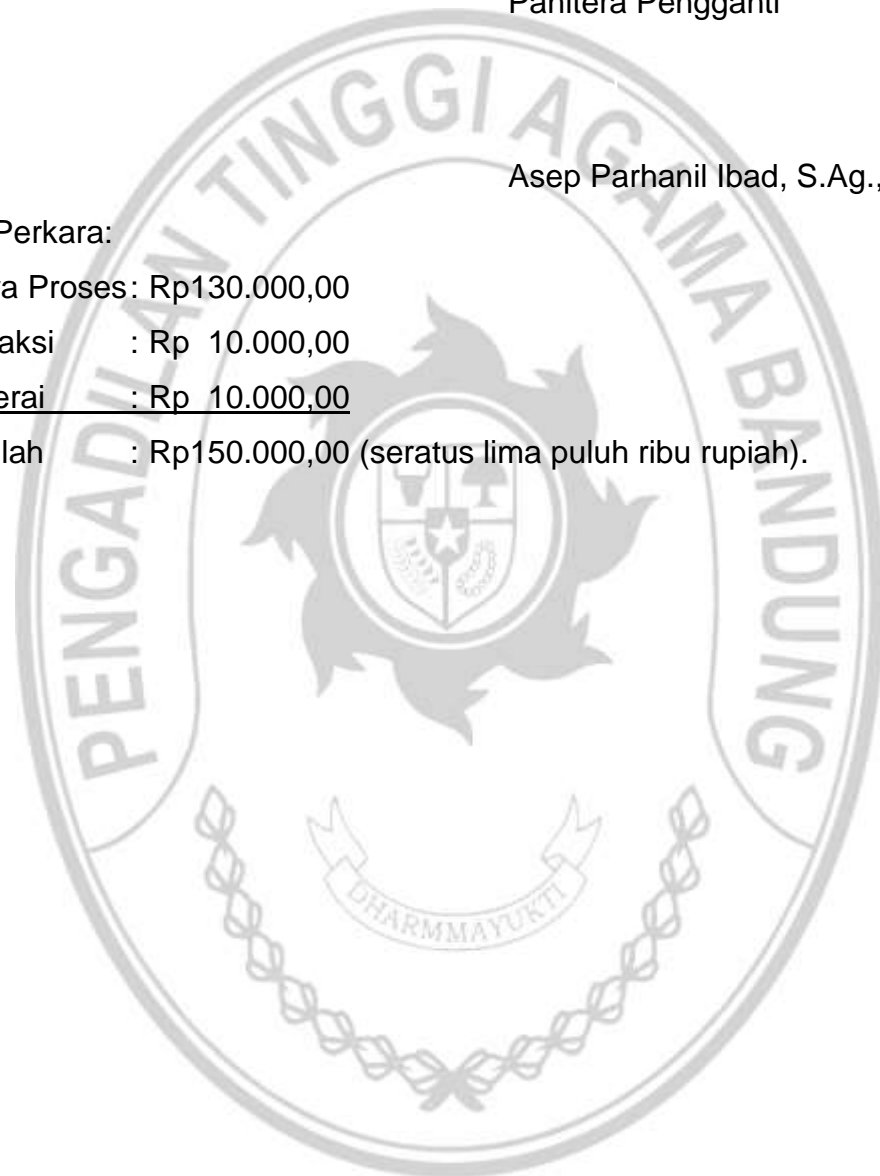 Panitera Pengganti
Asep Parhanil Ibad, S.Ag.,
Perkara:
a Proses: Rp130.000,00
aksi : Rp 10.000,00
erai : Rp 10.000,00
lah : Rp150.000,00 (seratus lima puluh ribu rupiah).
PENGADILAN TINGGI AGAMA BANDUNG
DHARMMAYUKTI